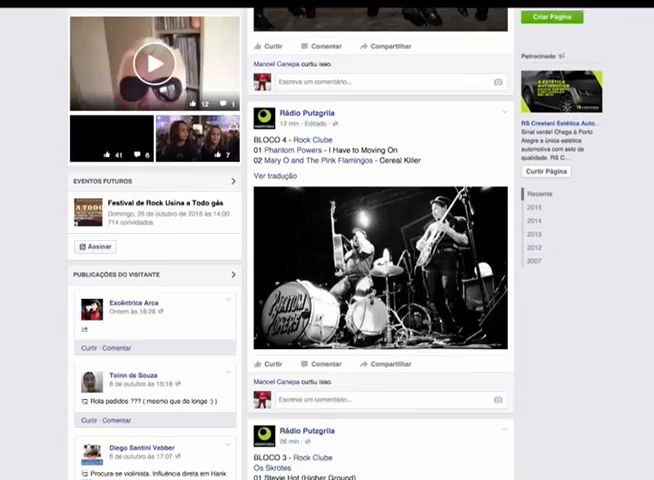 12 1
41 6
7
EVENTOS FUTUROS
Festival de Rock Usina a Todo gás
Domingo, 25 de outubro de 2015 às 14:00
714 convidados
Assinar
PUBLICAÇÕES DO VISITANTE
Excêntrica Arca
Ontem às 18:26
Curtir · Comentar
Toinn de Souza
8 de outubro às 15:18
Rola pedidos ??? ( mesmo que de longe :) )
Curtir · Comentar
Diego Santini Vebber
6 de outubro às 17:07
Procura-se violinista. Influência direta em Hank
Curtir Comentar Compartilhar
Manoel Canepa curtiu isso.
Escreva um comentário...
Rádio Putzgrila
12 min · Editado ·
BLOCO 4 - Rock Clube
01 Phantom Powers - I Have to Moving On
02 Mary O and The Pink Flamingos - Cereal Killer
Ver tradução
PHANTOM
POWERS
Curtir Comentar Compartilhar
Manoel Canepa curtiu isso.
Escreva um comentário...
Rádio Putzgrila
26 min ·
BLOCO 3 - Rock Clube
Os Skrotes
01 Stevie Hot (Higher Ground)
Criar Página
Patrocinado
A ESTÉTICA
AUTOMOTIVA
RS Crestani Estética Auto...
Sinal verde! Chega à Porto
Alegre a única estética
automotiva com selo de
qualidade. RS C...
Curtir Página
Recente
2015
2014
2013
2012
2007